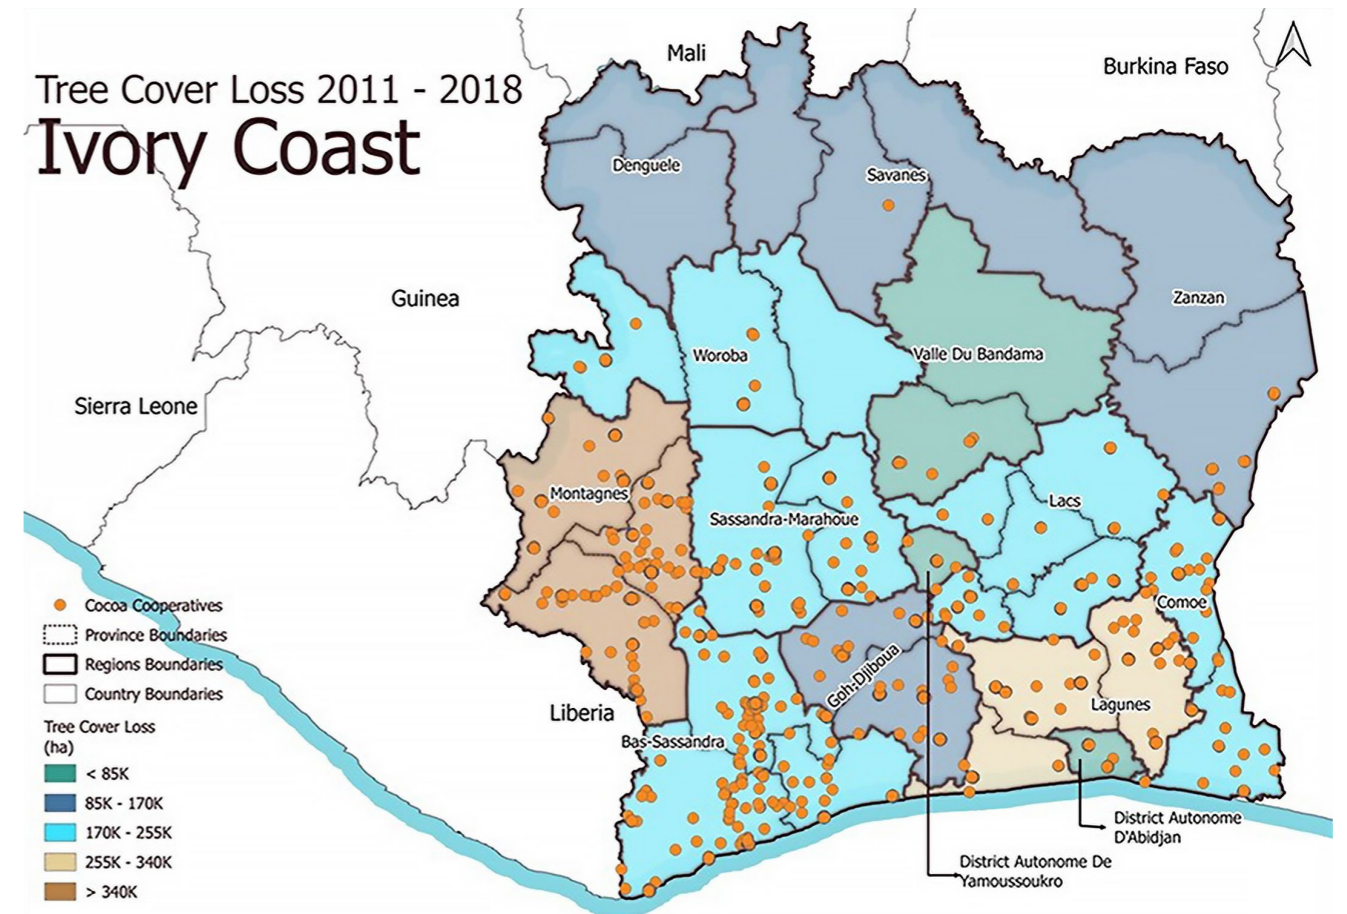 Mali
Burkina Faso
Tree Cover Loss 2011 - 2018
Ivory Coast
Denguele
Savanes
Guinea
Zanzan
Woroba
Valle Du Bandama
Sierra Leone
Montagnes
Lacs
Sassandra-Marahoue
Comoe
Cocoa Cooperatives
Province Boundaries
Regions Boundaries
Country Boundaries
Goh-Djiboua
Lagunes
Liberia
Bas-Sassandra
Tree Cover Loss
(ha)
< 85K
85K - 170K
170K - 255K
255K - 340K
> 340K
District Autonome
D'Abidjan
District Autonome De
Yamoussoukro